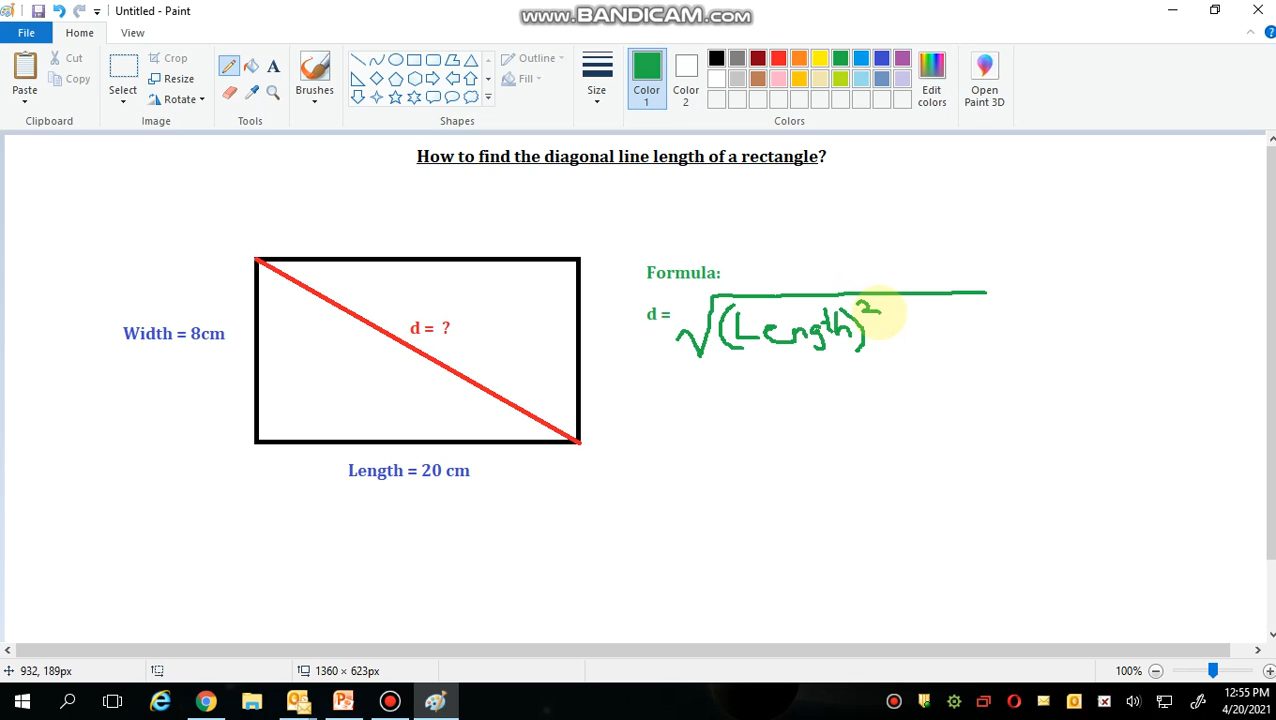 Untitled - Paint
www.BANDICAM.com
File Home View
Paste
Cut
Copy
Clipboard
Select
Crop
Resize
Rotate
Image
A
Tools
Brushes
Outline
Fill
Shapes
Size
Color 1
Color 2
Edit colors
Open Paint 3D
Colors
How to find the diagonal line length of a rectangle?
Width = 8cm
d = ?
Length = 20 cm
Formula:
d = √(Length)²
932, 189px
1360 × 623px
100%
12:55 PM
4/20/2021